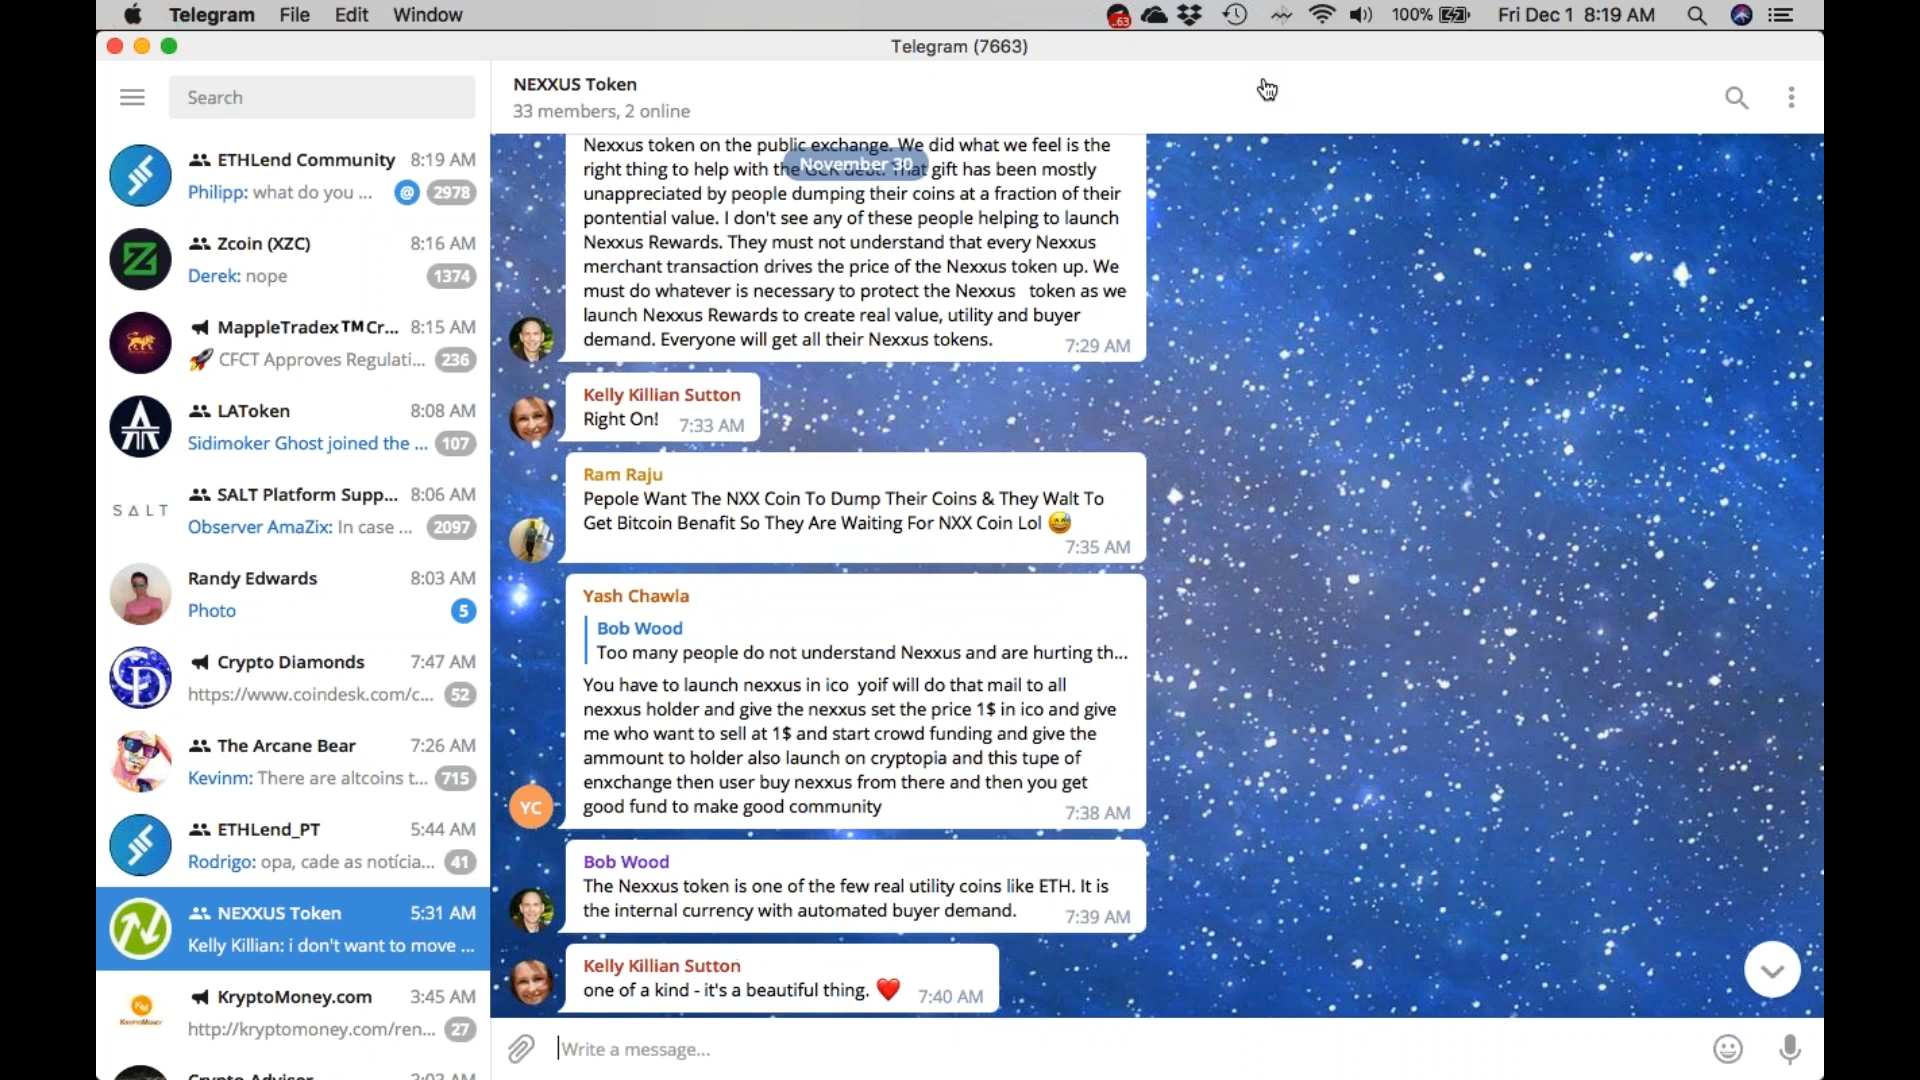 Telegram File Edit Window
63
100% Fri Dec 1 8:19 AM
Telegram (7663)
Search
ETHLend Community 8:19 AM
Philipp: what do you ... @ 2978
Zcoin (XZC) 8:16 AM
Derek: nope 1374
MappleTradex™Cr... 8:15 AM
🚀 CFCT Approves Regulati... 236
LAToken 8:08 AM
Sidimoker Ghost joined the ... 107
SALT
SALT Platform Supp... 8:06 AM
Observer AmaZix: In case ... 2097
Randy Edwards 8:03 AM
Photo 5
Crypto Diamonds 7:47 AM
https://www.coindesk.com/c... 52
The Arcane Bear 7:26 AM
Kevinm: There are altcoins t... 715
ETHLend_PT 5:44 AM
Rodrigo: opa, cade as notícia... 41
NEXXUS Token 5:31 AM
Kelly Killian: i don't want to move ...
KryptoMoney.com 3:45 AM
http://kryptomoney.com/ren... 27
NEXXUS Token
33 members, 2 online
November 30
Nexxus token on the public exchange. We did what we feel is the
right thing to help with the GCR debt. That gift has been mostly
unappreciated by people dumping their coins at a fraction of their
pontential value. I don't see any of these people helping to launch
Nexxus Rewards. They must not understand that every Nexxus
merchant transaction drives the price of the Nexxus token up. We
must do whatever is necessary to protect the Nexxus token as we
launch Nexxus Rewards to create real value, utility and buyer
demand. Everyone will get all their Nexxus tokens. 7:29 AM
Kelly Killian Sutton
Right On! 7:33 AM
Ram Raju
Pepole Want The NXX Coin To Dump Their Coins & They Walt To
Get Bitcoin Benefit So They Are Waiting For NXX Coin Lol 😅
7:35 AM
Yash Chawla
Bob Wood
Too many people do not understand Nexxus and are hurting th...
You have to launch nexxus in ico yoif will do that mail to all
nexxus holder and give the nexxus set the price 1$ in ico and give
me who want to sell at 1$ and start crowd funding and give the
ammount to holder also launch on cryptopia and this tupe of
enxchange then user buy nexxus from there and then you get
good fund to make good community 7:38 AM
YC
Bob Wood
The Nexxus token is one of the few real utility coins like ETH. It is
the internal currency with automated buyer demand. 7:39 AM
Kelly Killian Sutton
one of a kind - it's a beautiful thing. ❤️ 7:40 AM
Write a message...